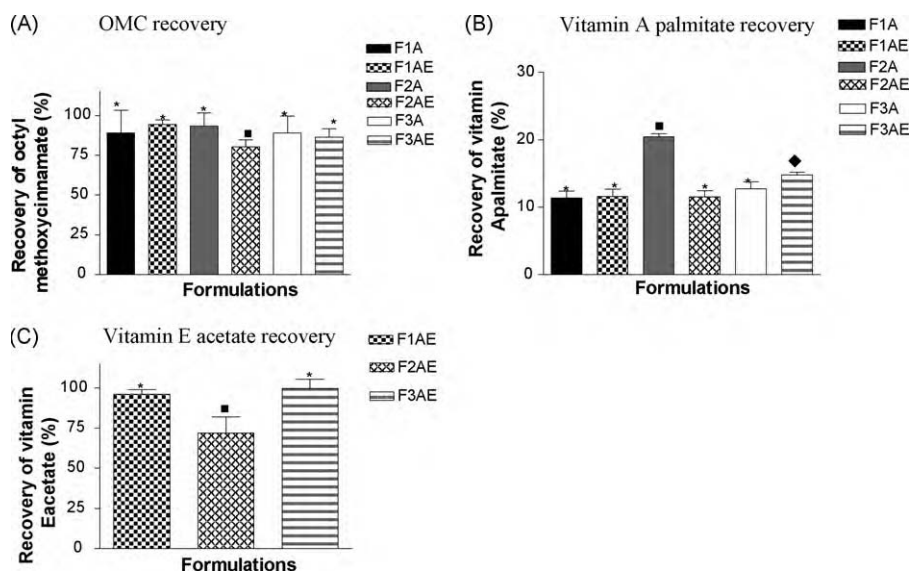 (A) OMC recovery
F1A
F1AE
F2A
F2AE
F3A
F3AE
Recovery of octyl
methoxycinnamate (%)
100
75
50
25
0
Formulations
(B) Vitamin A palmitate recovery
F1A
F1AE
F2A
F2AE
F3A
F3AE
Recovery of vitamin
Apalmitate (%)
30
20
10
0
Formulations
(C) Vitamin E acetate recovery
F1AE
F2AE
F3AE
Recovery of vitamin
Eacetate (%)
100
75
50
25
0
Formulations